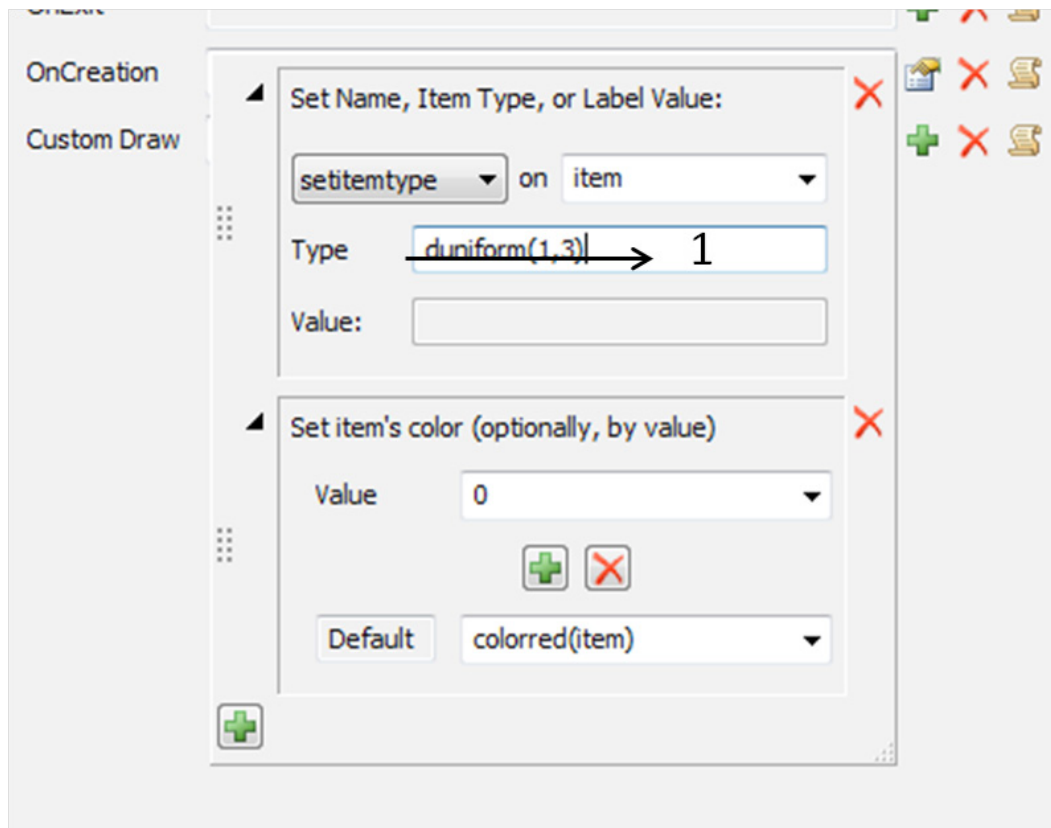 OnExit
OnCreation
Set Name, Item Type, or Label Value:
Custom Draw
setitemtype on item
Type duniform(1,3) 1
Value:
Set item's color (optionally, by value)
Value 0
Default colorred(item)